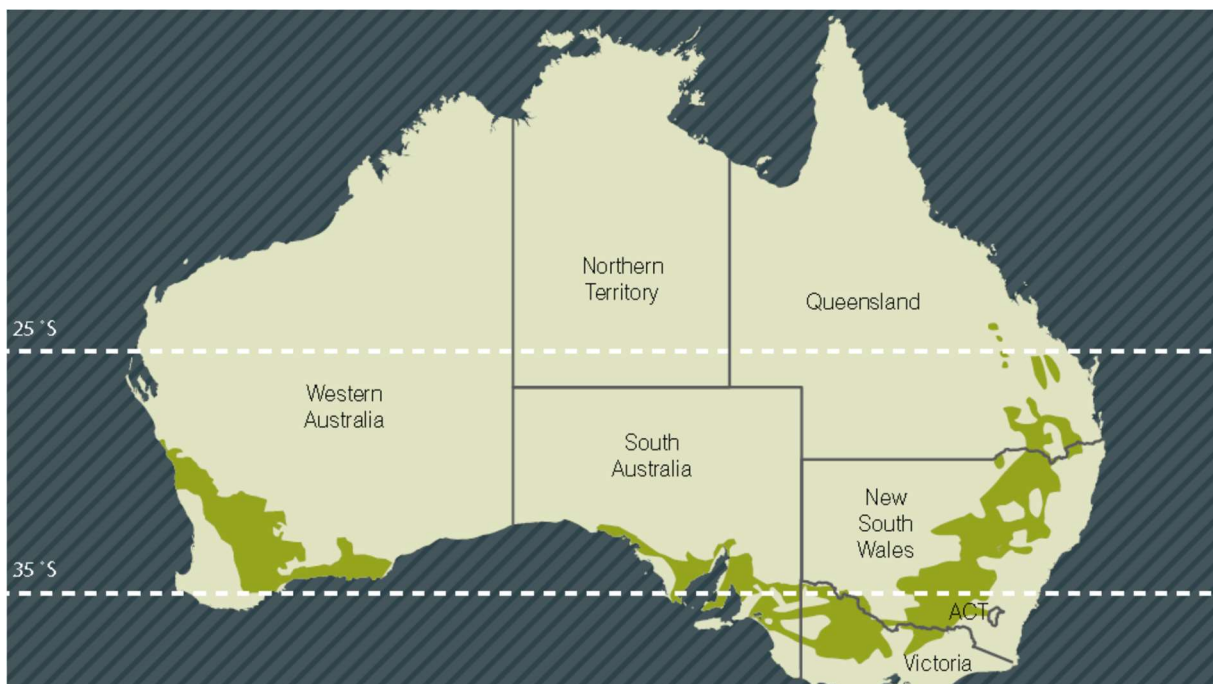 Northern
Territory
Queensland
25 °S
Western
Australia
South
Australia
New
South
Wales
35 °S
ACT
Victoria